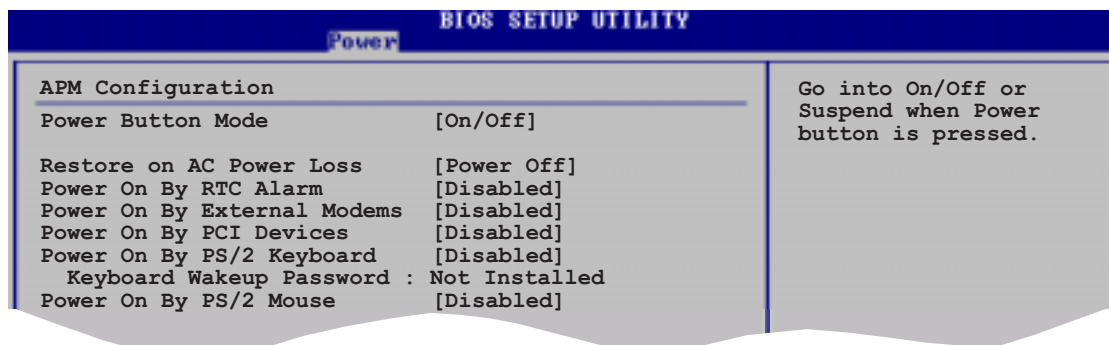 BIOS SETUP UTILITY
Power
APM Configuration
Power Button Mode [On/Off]
Restore on AC Power Loss [Power Off]
Power On By RTC Alarm [Disabled]
Power On By External Modems [Disabled]
Power On By PCI Devices [Disabled]
Power On By PS/2 Keyboard [Disabled]
Keyboard Wakeup Password : Not Installed
Power On By PS/2 Mouse [Disabled]
Go into On/Off or
Suspend when Power
button is pressed.